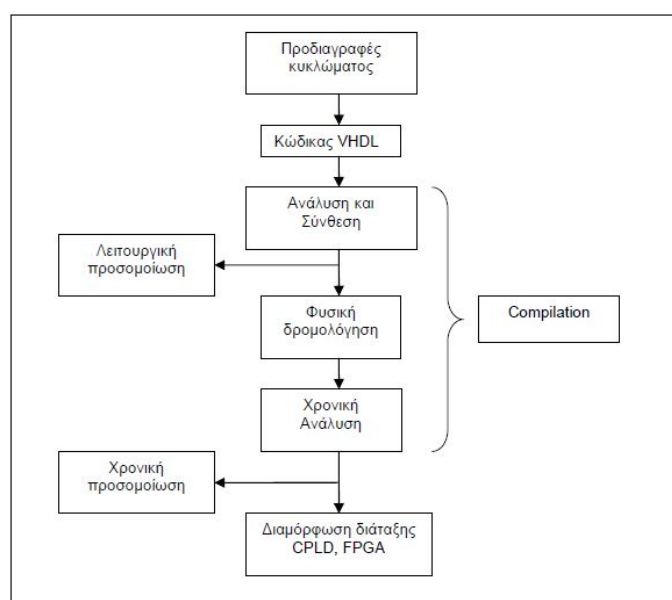 Προδιαγραφές
κυκλώματος
Κώδικας VHDL
Ανάλυση και
Σύνθεση
Λειτουργική
προσομοίωση
Φυσική
δρομολόγηση
Compilation
Χρονική
Ανάλυση
Χρονική
προσομοίωση
Διαμόρφωση διάταξης
CPLD, FPGA